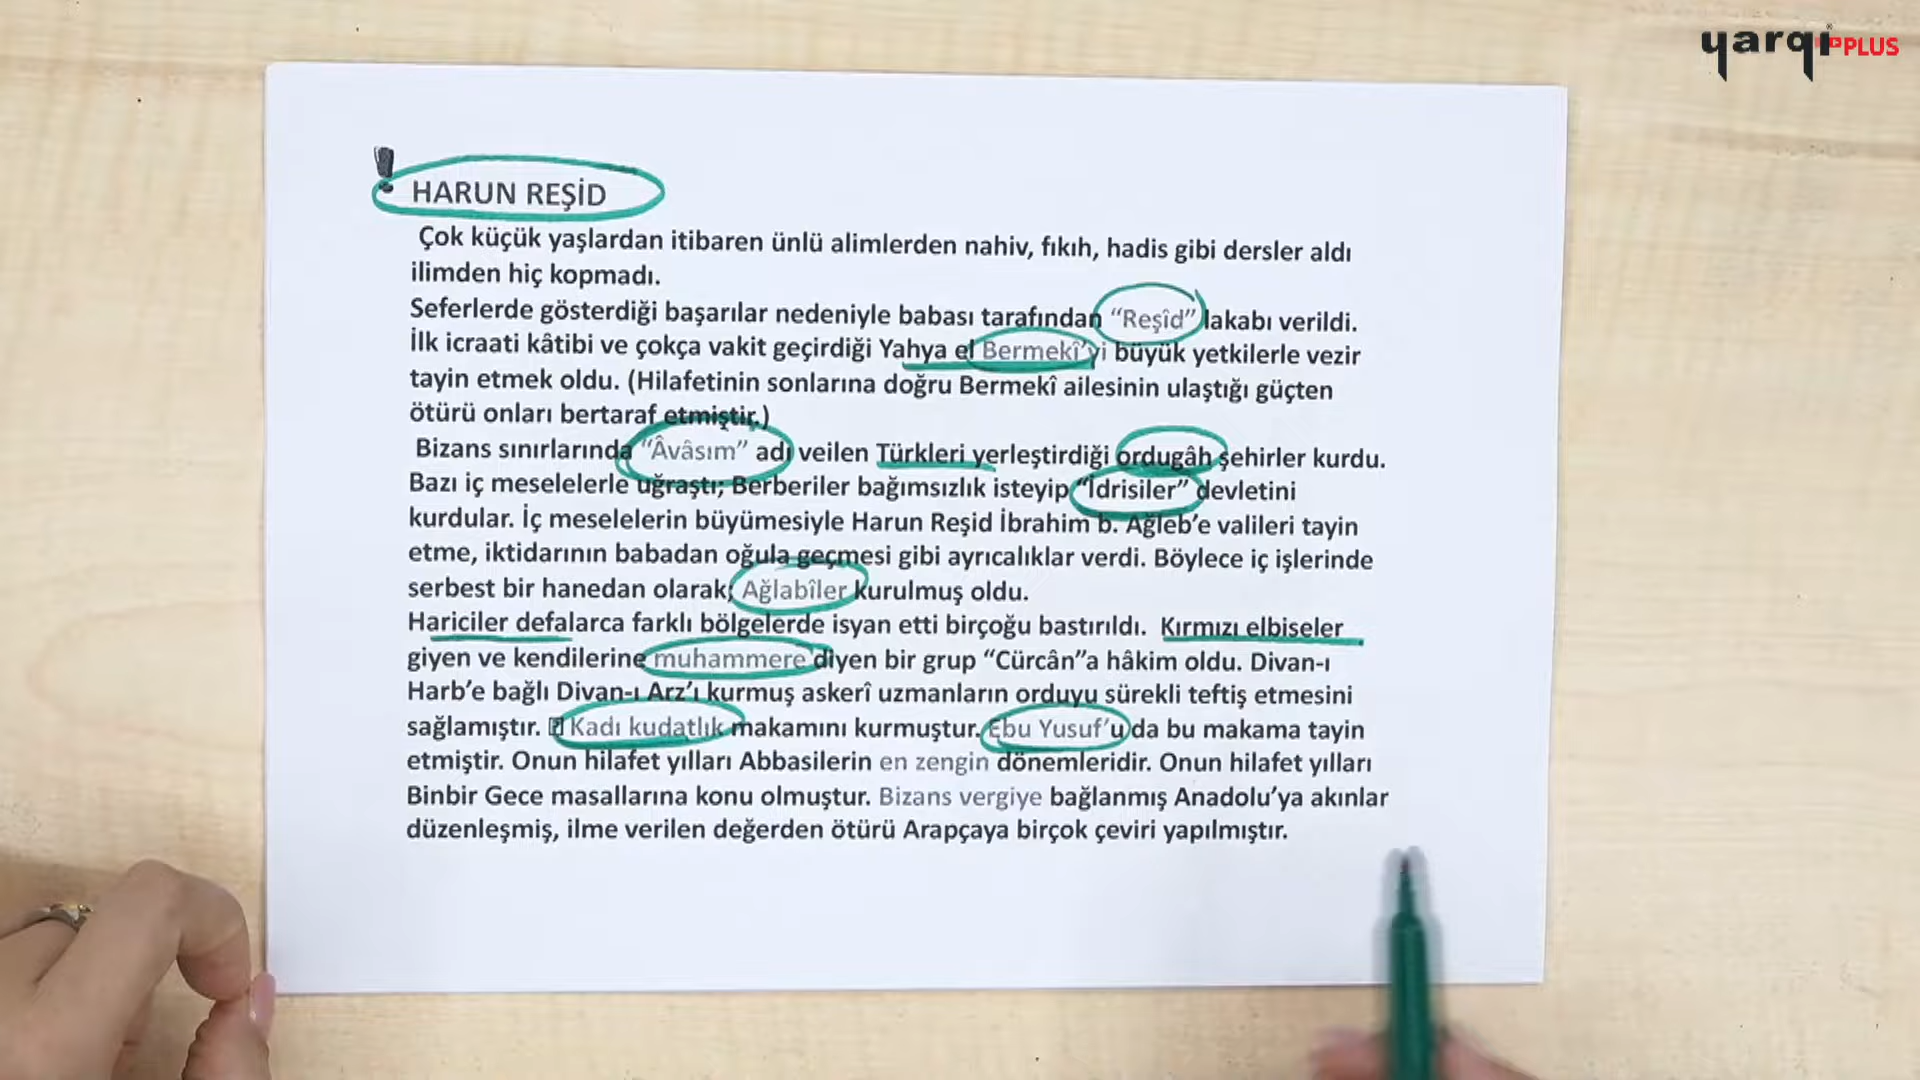 yarqı PLUS
HARUN REŞİD
Çok küçük yaşlardan itibaren ünlü alimlerden nahiv, fıkıh, hadis gibi dersler aldı
ilimden hiç kopmadı.
Seferlerde gösterdiği başarılar nedeniyle babası tarafından “Reşîd” lakabı verildi.
İlk icraati kâtibi ve çokça vakit geçirdiği Yahya el Bermekî’yi büyük yetkilerle vezir
tayin etmek oldu. (Hilafetinin sonlarına doğru Bermekî ailesinin ulaştığı güçten
ötürü onları bertaraf etmiştir.)
Bizans sınırlarında “Âvâsım” adı veilen Türkleri yerleştirdiği ordugâh şehirler kurdu.
Bazı iç meselelerle uğraştı; Berberiler bağımsızlık isteyip “İdrisiler” devletini
kurdular. İç meselelerin büyümesiyle Harun Reşid İbrahim b. Ağleb’e valileri tayin
etme, iktidarının babadan oğula geçmesi gibi ayrıcalıklar verdi. Böylece iç işlerinde
serbest bir hanedan olarak; Ağlabîler kurulmuş oldu.
Hariciler defalarca farklı bölgelerde isyan etti birçoğu bastırıldı. Kırmızı elbiseler
giyen ve kendilerine muhammere diyen bir grup “Cürcân”a hâkim oldu. Divan-ı
Harb’e bağlı Divan-ı Arz’ı kurmuş askerî uzmanların orduyu sürekli teftiş etmesini
sağlamıştır. Kadı kudatlık makamını kurmuştur. Ebu Yusuf’u da bu makama tayin
etmiştir. Onun hilafet yılları Abbasilerin en zengin dönemleridir. Onun hilafet yılları
Binbir Gece masallarına konu olmuştur. Bizans vergiye bağlanmış Anadolu’ya akınlar
düzenleşmiş, ilme verilen değerden ötürü Arapçaya birçok çeviri yapılmıştır.